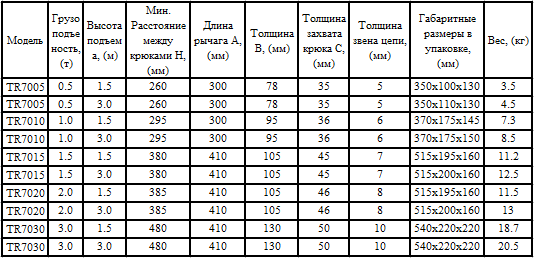 Модель | Грузоподъемность, (т) | Высота подъема, (м) | Мин. Расстояние между крюками H, (мм) | Длина рычага A, (мм) | Толщина B, (мм) | Толщина захвата крюка C, (мм) | Толщина звена цепи, (мм) | Габаритные размеры в упаковке, (мм) | Вес, (кг)
TR7005 0.5 1.5 260 300 78 35 5 350x100x130 3.5
TR7005 0.5 3.0 260 300 78 35 5 350x110x130 4.5
TR7010 1.0 1.5 295 300 95 36 6 370x175x145 7.3
TR7010 1.0 3.0 295 300 95 36 6 370x175x150 8.5
TR7015 1.5 1.5 380 410 105 45 7 515x195x160 11.2
TR7015 1.5 3.0 380 410 105 45 7 515x200x160 12.5
TR7020 2.0 1.5 385 410 105 46 8 515x195x160 11.5
TR7020 2.0 3.0 385 410 105 46 8 515x200x160 13
TR7030 3.0 1.5 480 410 130 50 10 540x220x220 18.7
TR7030 3.0 3.0 480 410 130 50 10 540x220x220 20.5